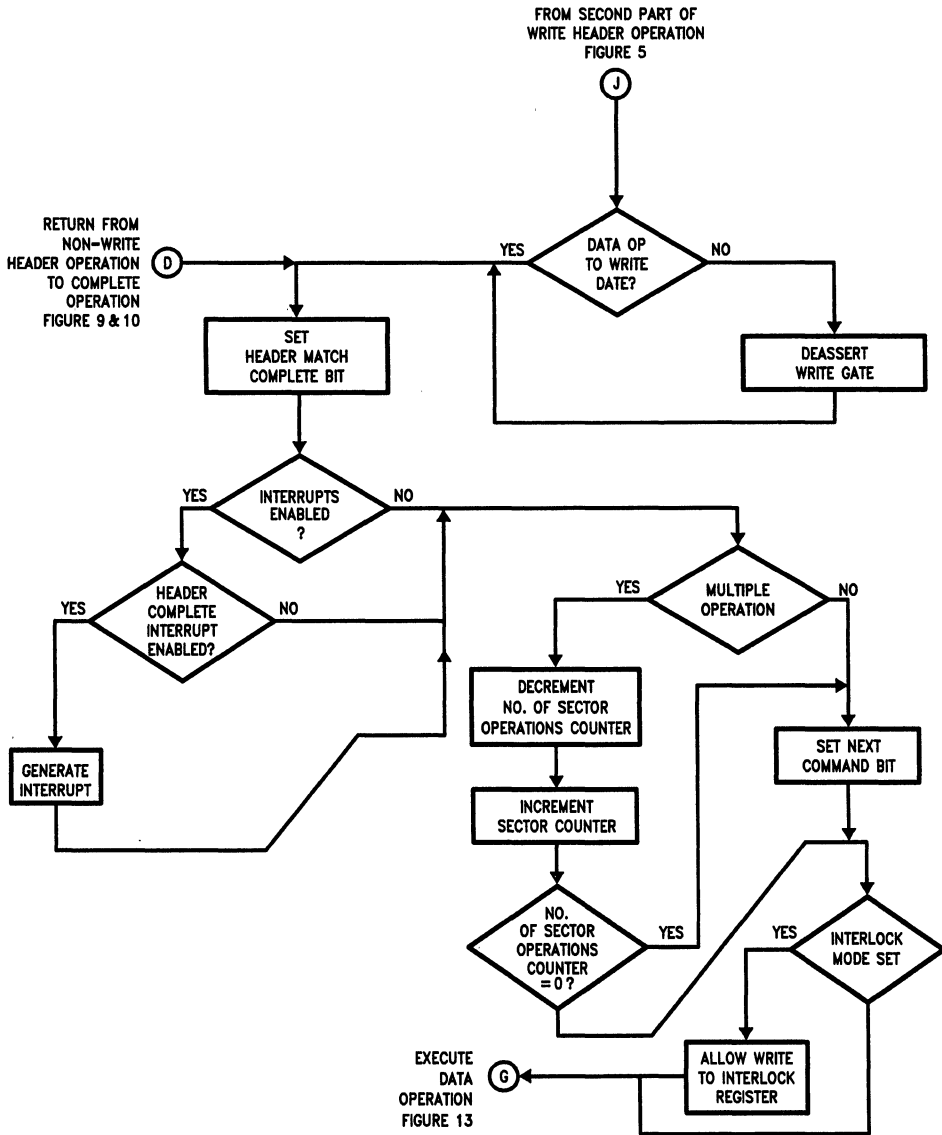 FROM SECOND PART OF
WRITE HEADER OPERATION
FIGURE 5
J
RETURN FROM
NON-WRITE
HEADER OPERATION
TO COMPLETE
OPERATION
FIGURE 9 & 10
D
YES
DATA OP
TO WRITE
DATE?
NO
SET
HEADER MATCH
COMPLETE BIT
DEASSERT
WRITE GATE
YES
INTERRUPTS
ENABLED
?
NO
YES
HEADER
COMPLETE
INTERRUPT
ENABLED?
NO
YES
MULTIPLE
OPERATION
NO
DECREMENT
NO. OF SECTOR
OPERATIONS COUNTER
GENERATE
INTERRUPT
SET NEXT
COMMAND BIT
INCREMENT
SECTOR COUNTER
NO.
OF SECTOR
OPERATIONS
COUNTER
=0?
YES
YES
INTERLOCK
MODE SET
EXECUTE
DATA
OPERATION
FIGURE 13
G
ALLOW WRITE
TO INTERLOCK
REGISTER